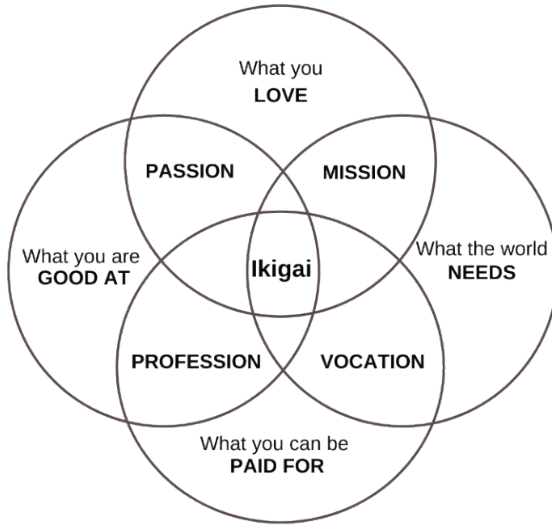 What you
LOVE
PASSION
MISSION
What you are
GOOD AT
Ikigai
What the world
NEEDS
PROFESSION
VOCATION
What you can be
PAID FOR